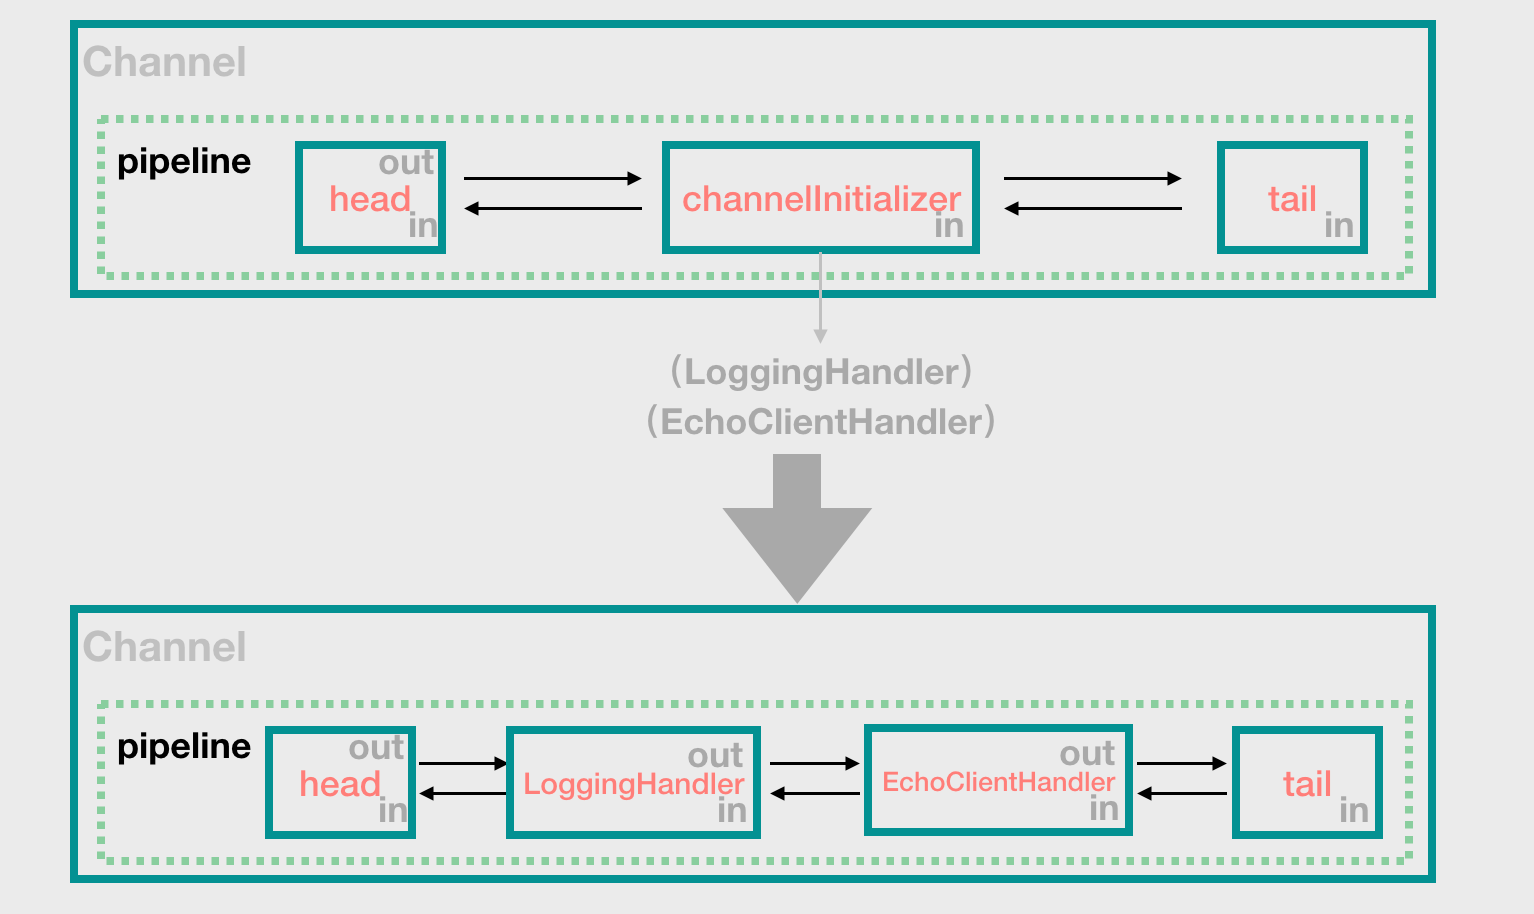 Channel
pipeline
out
head
in
channelInitializer
in
tail
in
(LoggingHandler)
(EchoClientHandler)
Channel
pipeline
out
head
in
out
LoggingHandler
in
out
EchoClientHandler
in
tail
in